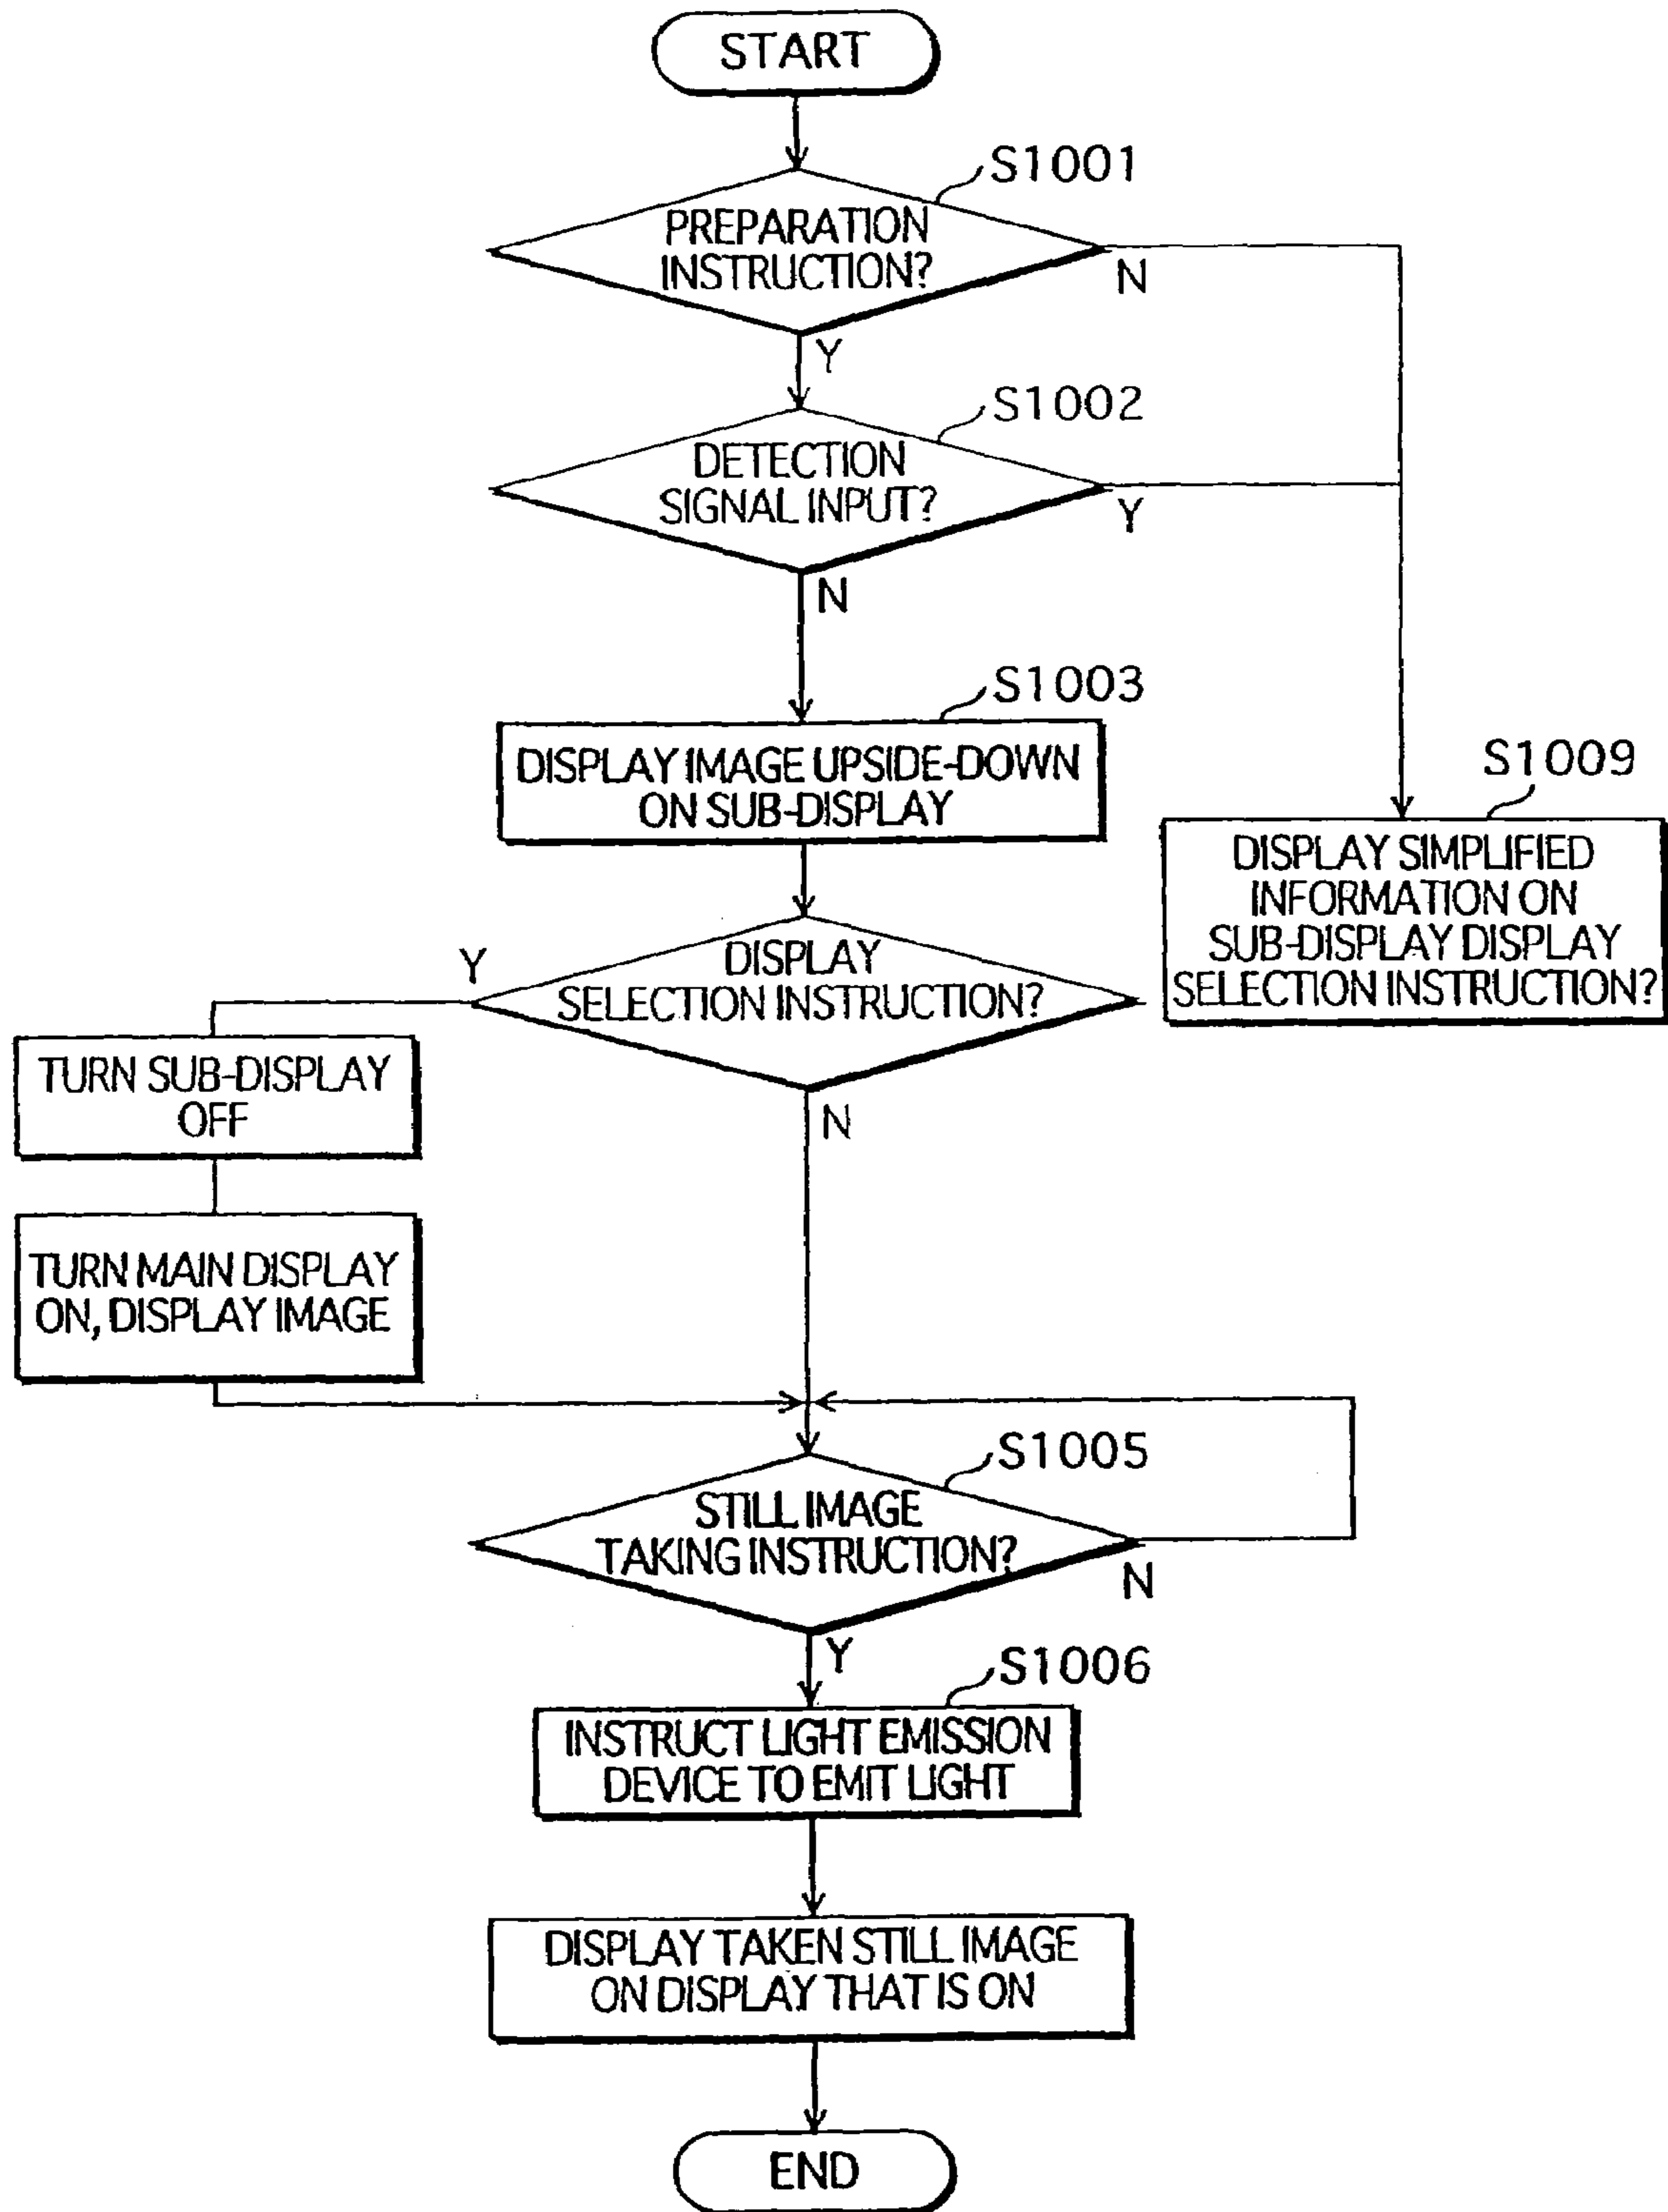 START
S1001
PREPARATION
INSTRUCTION?
N
Y
S1002
DETECTION
SIGNAL INPUT?
Y
N
S1003
DISPLAY IMAGE UPSIDE-DOWN
ON SUB-DISPLAY
S1009
DISPLAY SIMPLIFIED
INFORMATION ON
SUB-DISPLAY DISPLAY
SELECTION INSTRUCTION?
DISPLAY
SELECTION INSTRUCTION?
Y
N
TURN SUB-DISPLAY
OFF
TURN MAIN DISPLAY
ON, DISPLAY IMAGE
S1005
STILL IMAGE
TAKING INSTRUCTION?
N
Y
S1006
INSTRUCT LIGHT EMISSION
DEVICE TO EMIT LIGHT
DISPLAY TAKEN STILL IMAGE
ON DISPLAY THAT IS ON
END